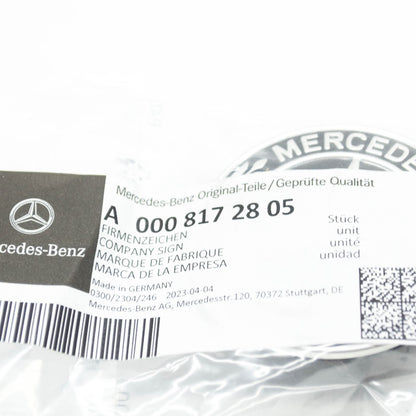 MERCEDES
Mercedes-Benz Original-Teile/Geprüfte Qualität
A 000 817 28 05
FIRMENZEICHEN
COMPANY SIGN
MARQUE DE FABRIQUE
MARCA DE LA EMPRESA
Stück
unit
unité
unidad
Made in GERMANY
0300/2304/246 2023-04-04
Mercedes-Benz AG, Mercedesstr.120, 70372 Stuttgart, DE
rcedes-Benz